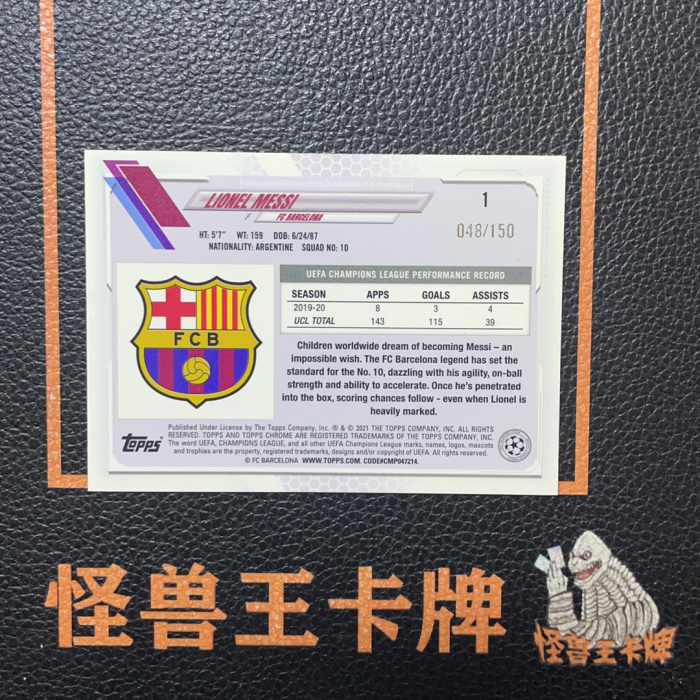 LIONEL MESSI
F FC BARCELONA
1
048/150
HT: 5'7" WT: 159 DOB: 6/24/87
NATIONALITY: ARGENTINE SQUAD NO: 10
UEFA CHAMPIONS LEAGUE PERFORMANCE RECORD
SEASON APPS GOALS ASSISTS
2019-20 8 3 4
UCL TOTAL 143 115 39
FCB
Children worldwide dream of becoming Messi – an
impossible wish. The FC Barcelona legend has set the
standard for the No. 10, dazzling with his agility, on-ball
strength and ability to accelerate. Once he's penetrated
into the box, scoring chances follow - even when Lionel is
heavily marked.
Topps
Published Under License by The Topps Company, Inc. ® & © 2021 THE TOPPS COMPANY, INC. ALL RIGHTS
RESERVED. TOPPS AND TOPPS CHROME ARE REGISTERED TRADEMARKS OF THE TOPPS COMPANY, INC.
The word UEFA, CHAMPIONS LEAGUE, and all other UEFA Champions League marks, names, logos, mascots
and trophies are the property, registered trademarks, designs and/or copyright of UEFA. All rights reserved.
© FC BARCELONA WWW.TOPPS.COM. CODE#CMP047214.
怪兽王卡牌
怪兽王卡牌